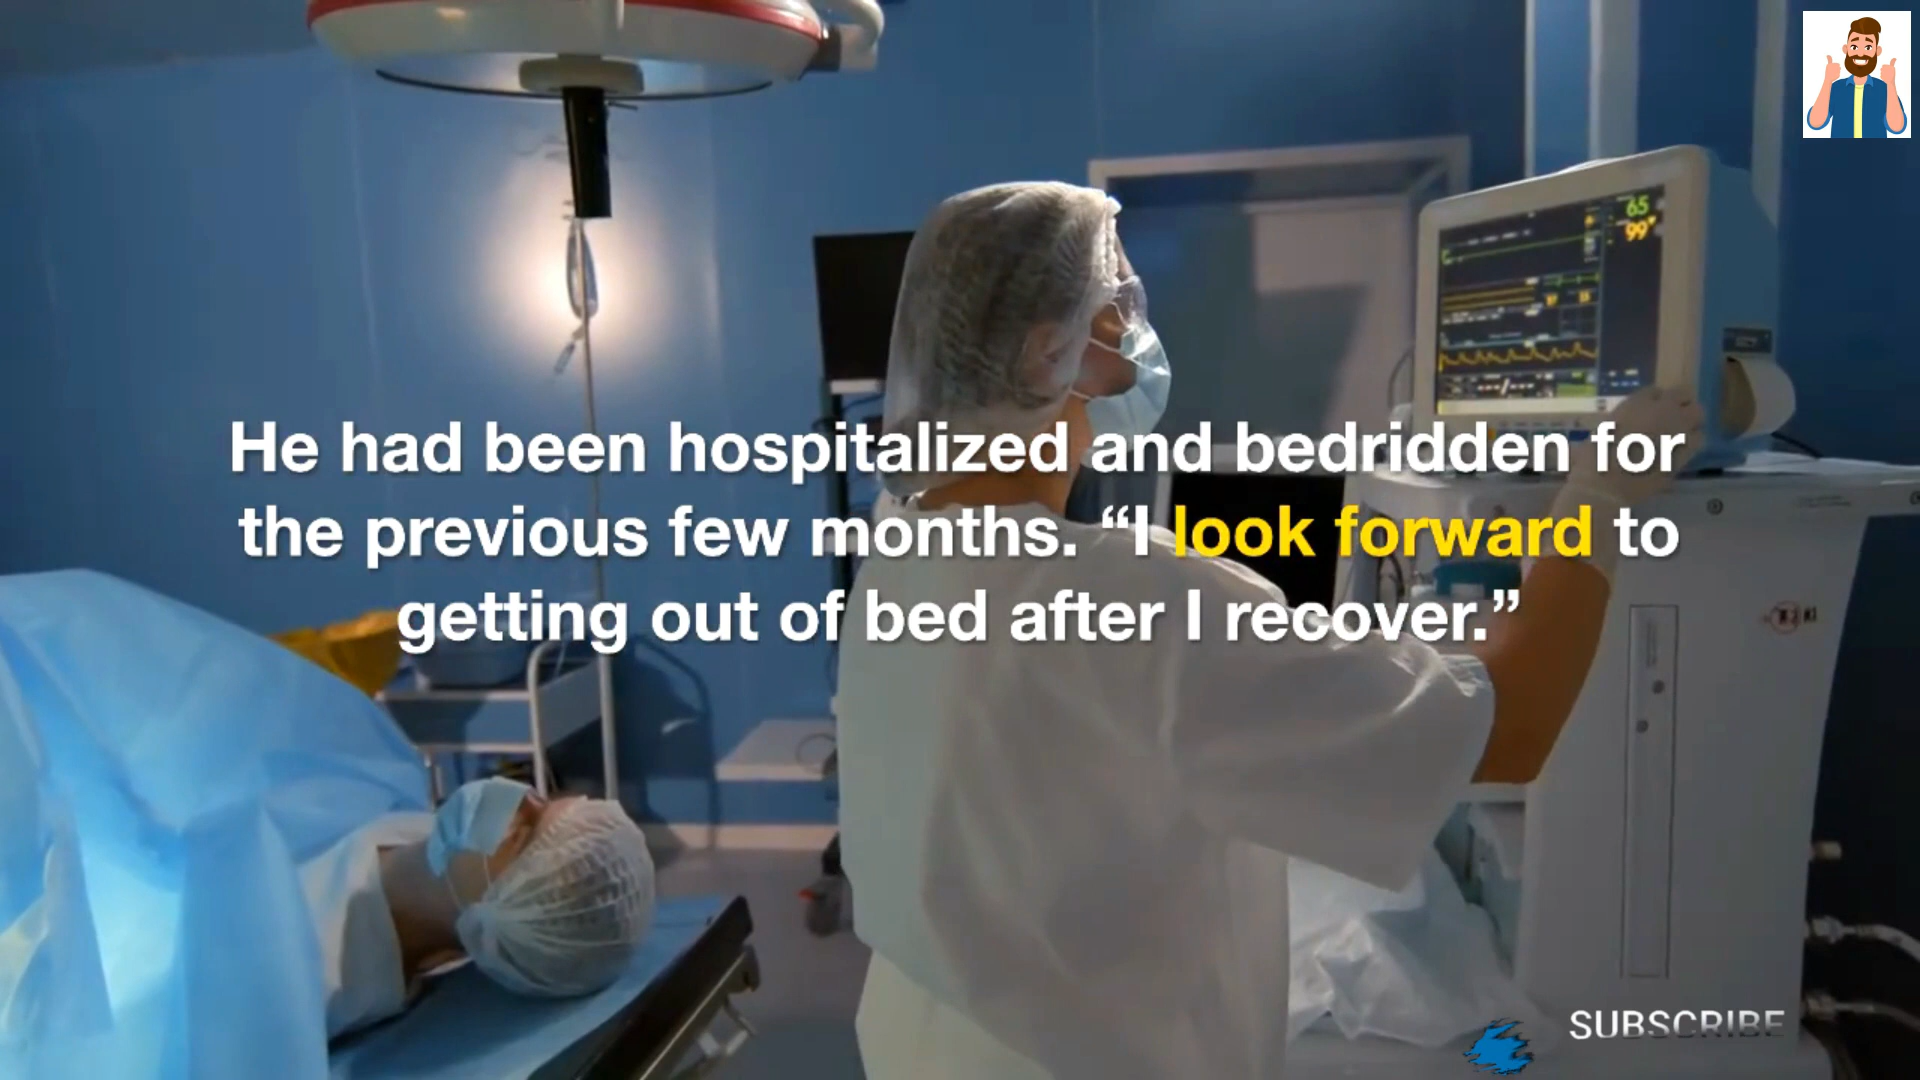 65
99
He had been hospitalized and bedridden for
the previous few months. “I look forward to
getting out of bed after I recover.”
SUBSCRIBE